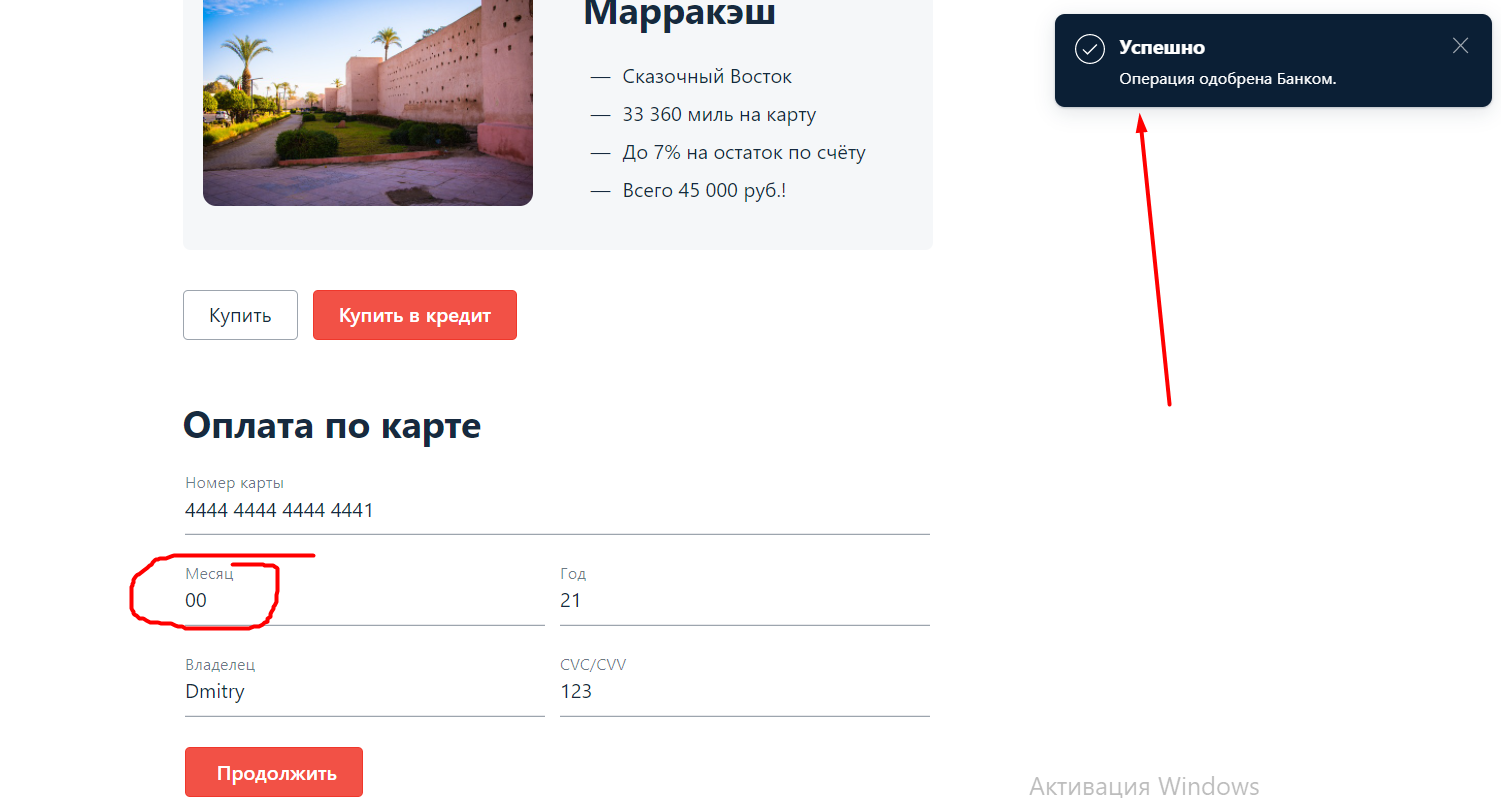 Марракэш
— Сказочный Восток
— 33 360 миль на карту
— До 7% на остаток по счёту
— Всего 45 000 руб.!
Успешно
Операция одобрена Банком.
Купить
Купить в кредит
Оплата по карте
Номер карты
4444 4444 4444 4441
Месяц
00
Год
21
Владелец
Dmitry
CVC/CVV
123
Продолжить
Активация Windows